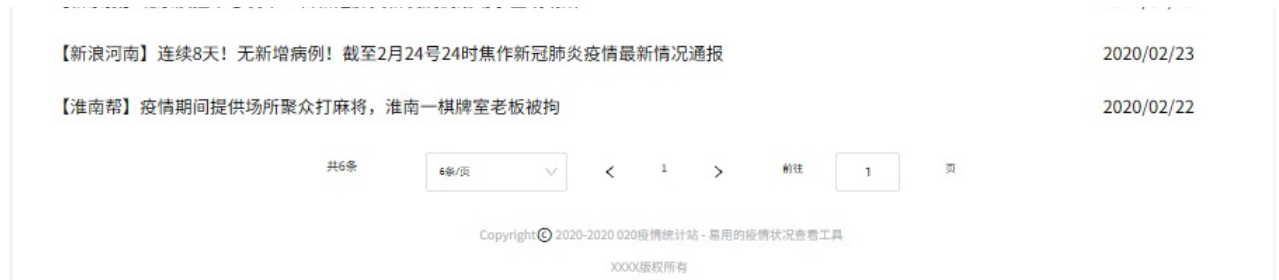 【新浪河南】连续8天！无新增病例！截至2月24号24时焦作新冠肺炎疫情最新情况通报 2020/02/23
【淮南帮】疫情期间提供场所聚众打麻将，淮南一棋牌室老板被拘 2020/02/22
共6条 6条/页 < 1 > 前往 1 页
Copyright © 2020-2020 020疫情统计站 - 易用的疫情状况查看工具
XXXX版权所有